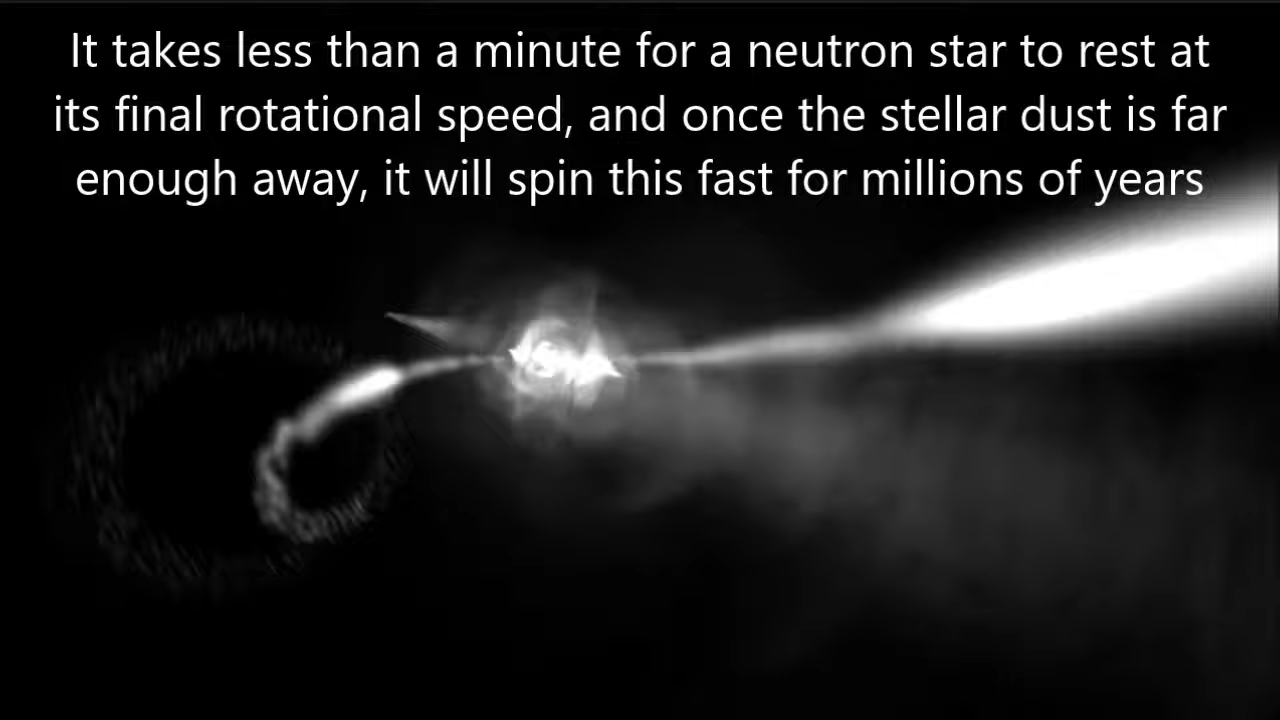 It takes less than a minute for a neutron star to rest at
its final rotational speed, and once the stellar dust is far
enough away, it will spin this fast for millions of years